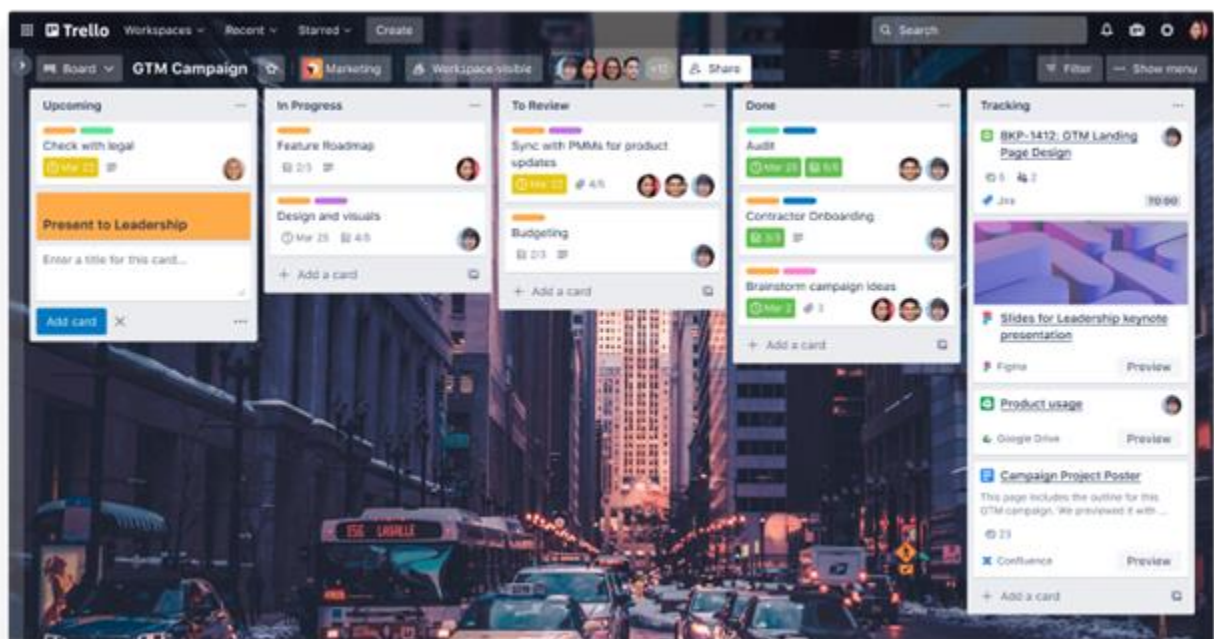 Trello Workspaces Recent Starred Create Search
Board GTM Campaign Marketing Workspace visible +12 Share Filter Show menu
Upcoming
Check with legal
Mar 22
Present to Leadership
Enter a title for this card...
Add card
In Progress
Feature Roadmap
2/3
Design and visuals
Mar 25 4/5
+ Add a card
To Review
Sync with PMMs for product
updates
Mar 22 4/5
Budgeting
2/3
+ Add a card
Done
Audit
Mar 25 5/5
Contractor Onboarding
3/3
Brainstorm campaign ideas
Mar 2 3
+ Add a card
Tracking
BKP-1412: GTM Landing
Page Design
5 2
Jira TO DO
Slides for Leadership keynote
presentation
Figma Preview
Product usage
Google Drive Preview
Campaign Project Poster
This page includes the outline for this
GTM campaign. We previewed it with ...
23
Confluence Preview
+ Add a card
156 LASALLE